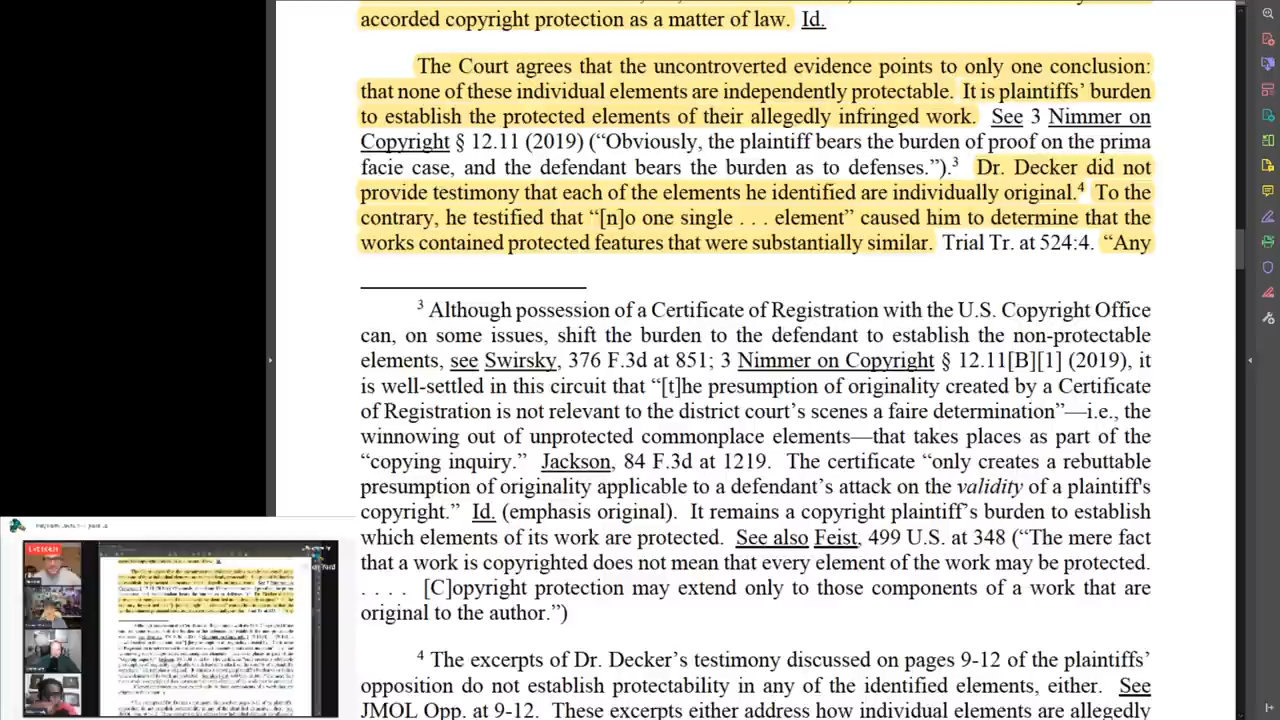 accorded copyright protection as a matter of law. Id.
The Court agrees that the uncontroverted evidence points to only one conclusion:
that none of these individual elements are independently protectable. It is plaintiffs’ burden
to establish the protected elements of their allegedly infringed work. See 3 Nimmer on
Copyright § 12.11 (2019) (“Obviously, the plaintiff bears the burden of proof on the prima
facie case, and the defendant bears the burden as to defenses.”).3 Dr. Decker did not
provide testimony that each of the elements he identified are individually original.4 To the
contrary, he testified that “[n]o one single . . . element” caused him to determine that the
works contained protected features that were substantially similar. Trial Tr. at 524:4. “Any
3 Although possession of a Certificate of Registration with the U.S. Copyright Office
can, on some issues, shift the burden to the defendant to establish the non-protectable
elements, see Swirsky, 376 F.3d at 851; 3 Nimmer on Copyright § 12.11[B][1] (2019), it
is well-settled in this circuit that “[t]he presumption of originality created by a Certificate
of Registration is not relevant to the district court’s scenes a faire determination”—i.e., the
winnowing out of unprotected commonplace elements—that takes places as part of the
“copying inquiry.” Jackson, 84 F.3d at 1219. The certificate “only creates a rebuttable
presumption of originality applicable to a defendant’s attack on the validity of a plaintiff's
copyright.” Id. (emphasis original). It remains a copyright plaintiff’s burden to establish
which elements of its work are protected. See also Feist, 499 U.S. at 348 (“The mere fact
that a work is copyrighted does not mean that every element of the work may be protected.
. . . . [C]opyright protection may extend only to those components of a work that are
original to the author.”)
4 The excerpts of Dr. Decker’s testimony discussed on pages 9-12 of the plaintiffs’
opposition do not establish protectability in any of the identified elements, either. See
JMOL Opp. at 9-12. These excerpts either address how individual elements are allegedly